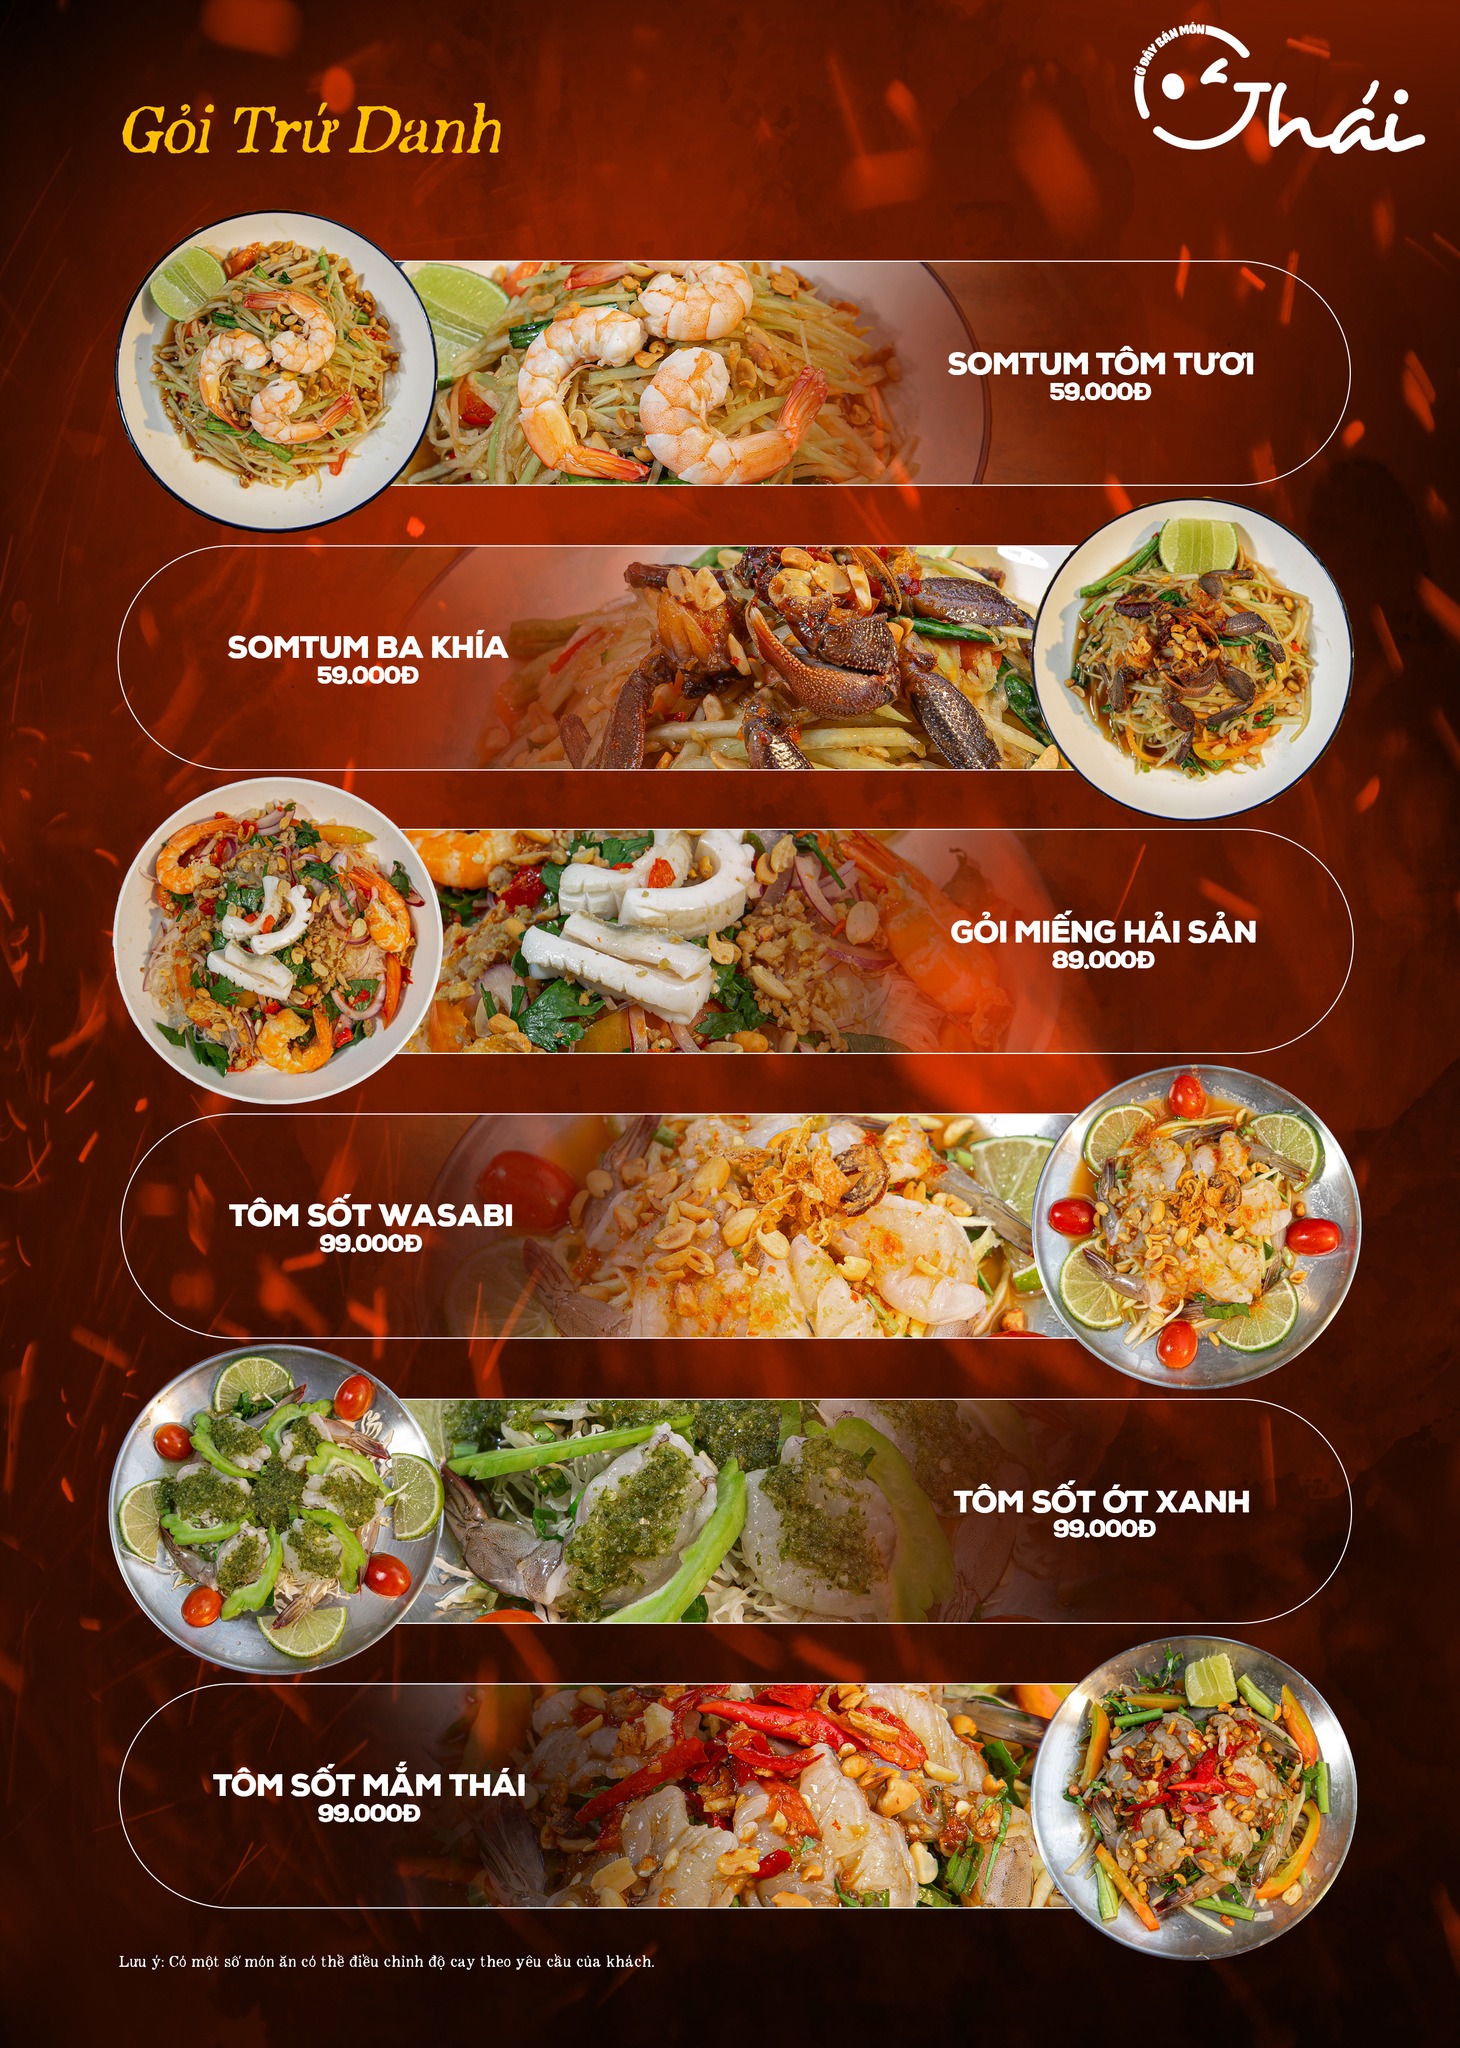 Ở ĐÂY BÁN MÓN
Thái
Gỏi Trứ Danh
SOMTUM TÔM TƯƠI
59.000Đ
SOMTUM BA KHÍA
59.000Đ
GỎI MIẾNG HẢI SẢN
89.000Đ
TÔM SỐT WASABI
99.000Đ
TÔM SỐT ỚT XANH
99.000Đ
TÔM SỐT MẮM THÁI
99.000Đ
Lưu ý: Có một số món ăn có thể điều chỉnh độ cay theo yêu cầu của khách.